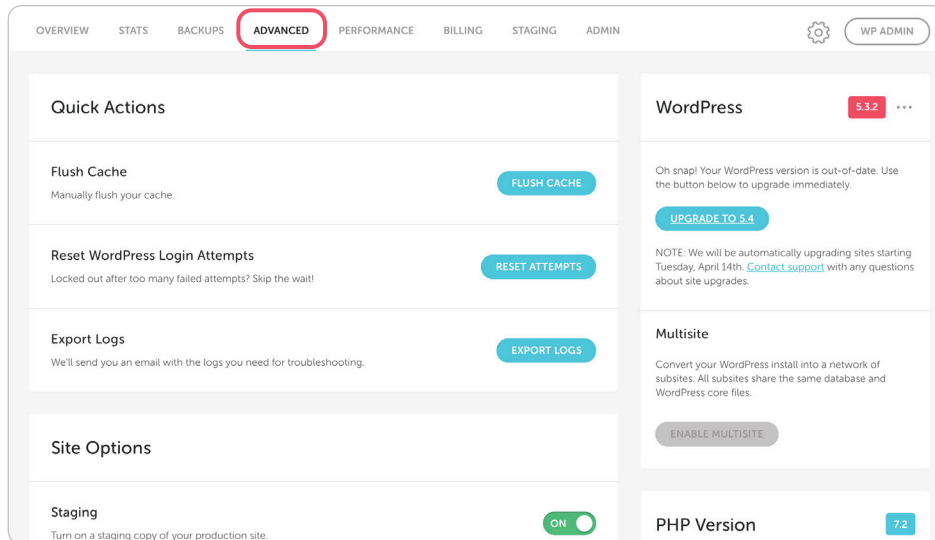 OVERVIEW STATS BACKUPS ADVANCED PERFORMANCE BILLING STAGING ADMIN WP ADMIN
Quick Actions
Flush Cache
Manually flush your cache.
FLUSH CACHE
Reset WordPress Login Attempts
Locked out after too many failed attempts? Skip the wait!
RESET ATTEMPTS
Export Logs
We'll send you an email with the logs you need for troubleshooting.
EXPORT LOGS
Site Options
Staging
Turn on a staging copy of your production site.
ON
WordPress 5.3.2
Oh snap! Your WordPress version is out-of-date. Use
the button below to upgrade immediately.
UPGRADE TO 5.4
NOTE: We will be automatically upgrading sites starting
Tuesday, April 14th. Contact support with any questions
about site upgrades.
Multisite
Convert your WordPress install into a network of
subsites. All subsites share the same database and
WordPress core files.
ENABLE MULTISITE
PHP Version 7.2